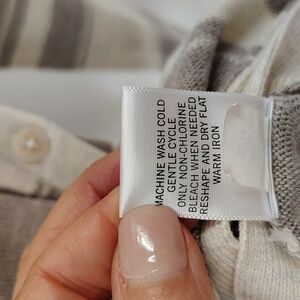 MACHINE WASH COLD
GENTLE CYCLE
ONLY NON-CHLORINE
BLEACH WHEN NEEDED
RESHAPE AND DRY FLAT
WARM IRON